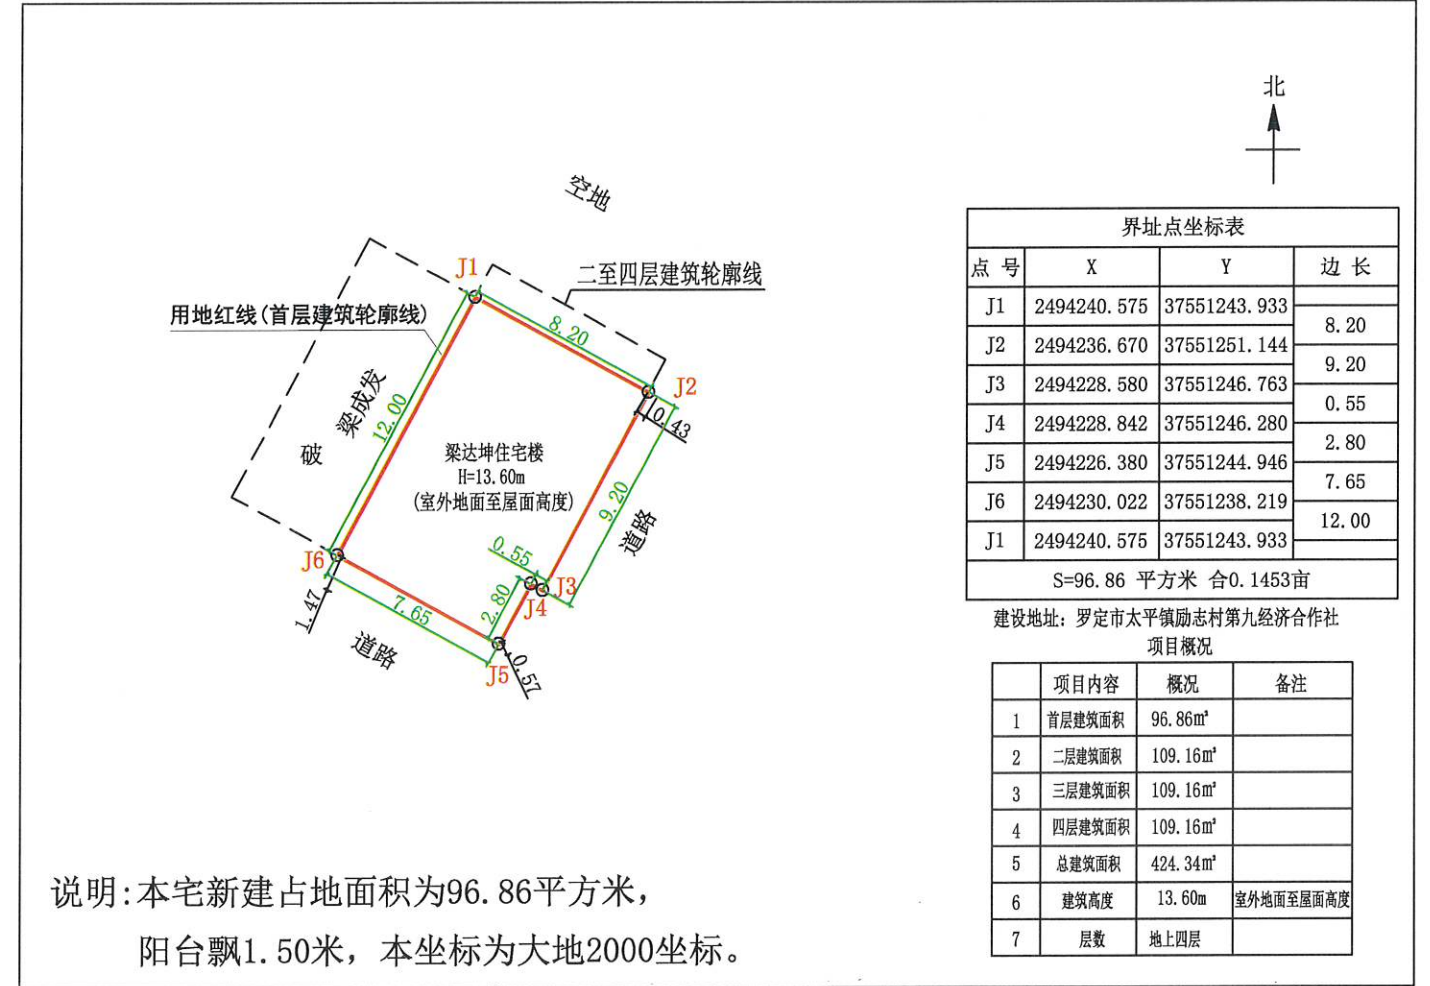 北
空地
J1
二至四层建筑轮廓线
用地红线(首层建筑轮廓线)
8.20
J2
0.43
梁成发
12.00
破
梁达坤住宅楼
H=13.60m
(室外地面至屋面高度)
9.20
道路
0.55
J6
J3
J4
2.80
1.47
7.65
道路
J5
0.57
界址点坐标表
点 号 X Y 边 长
J1 2494240.575 37551243.933
8.20
J2 2494236.670 37551251.144
9.20
J3 2494228.580 37551246.763
0.55
J4 2494228.842 37551246.280
2.80
J5 2494226.380 37551244.946
7.65
J6 2494230.022 37551238.219
12.00
J1 2494240.575 37551243.933
S=96.86 平方米 合0.1453亩
建设地址: 罗定市太平镇励志村第九经济合作社
项目概况
项目内容 概况 备注
1 首层建筑面积 96.86m²
2 二层建筑面积 109.16m²
3 三层建筑面积 109.16m²
4 四层建筑面积 109.16m²
5 总建筑面积 424.34m²
6 建筑高度 13.60m 室外地面至屋面高度
7 层数 地上四层
说明:本宅新建占地面积为96.86平方米，
阳台飘1.50米，本坐标为大地2000坐标。